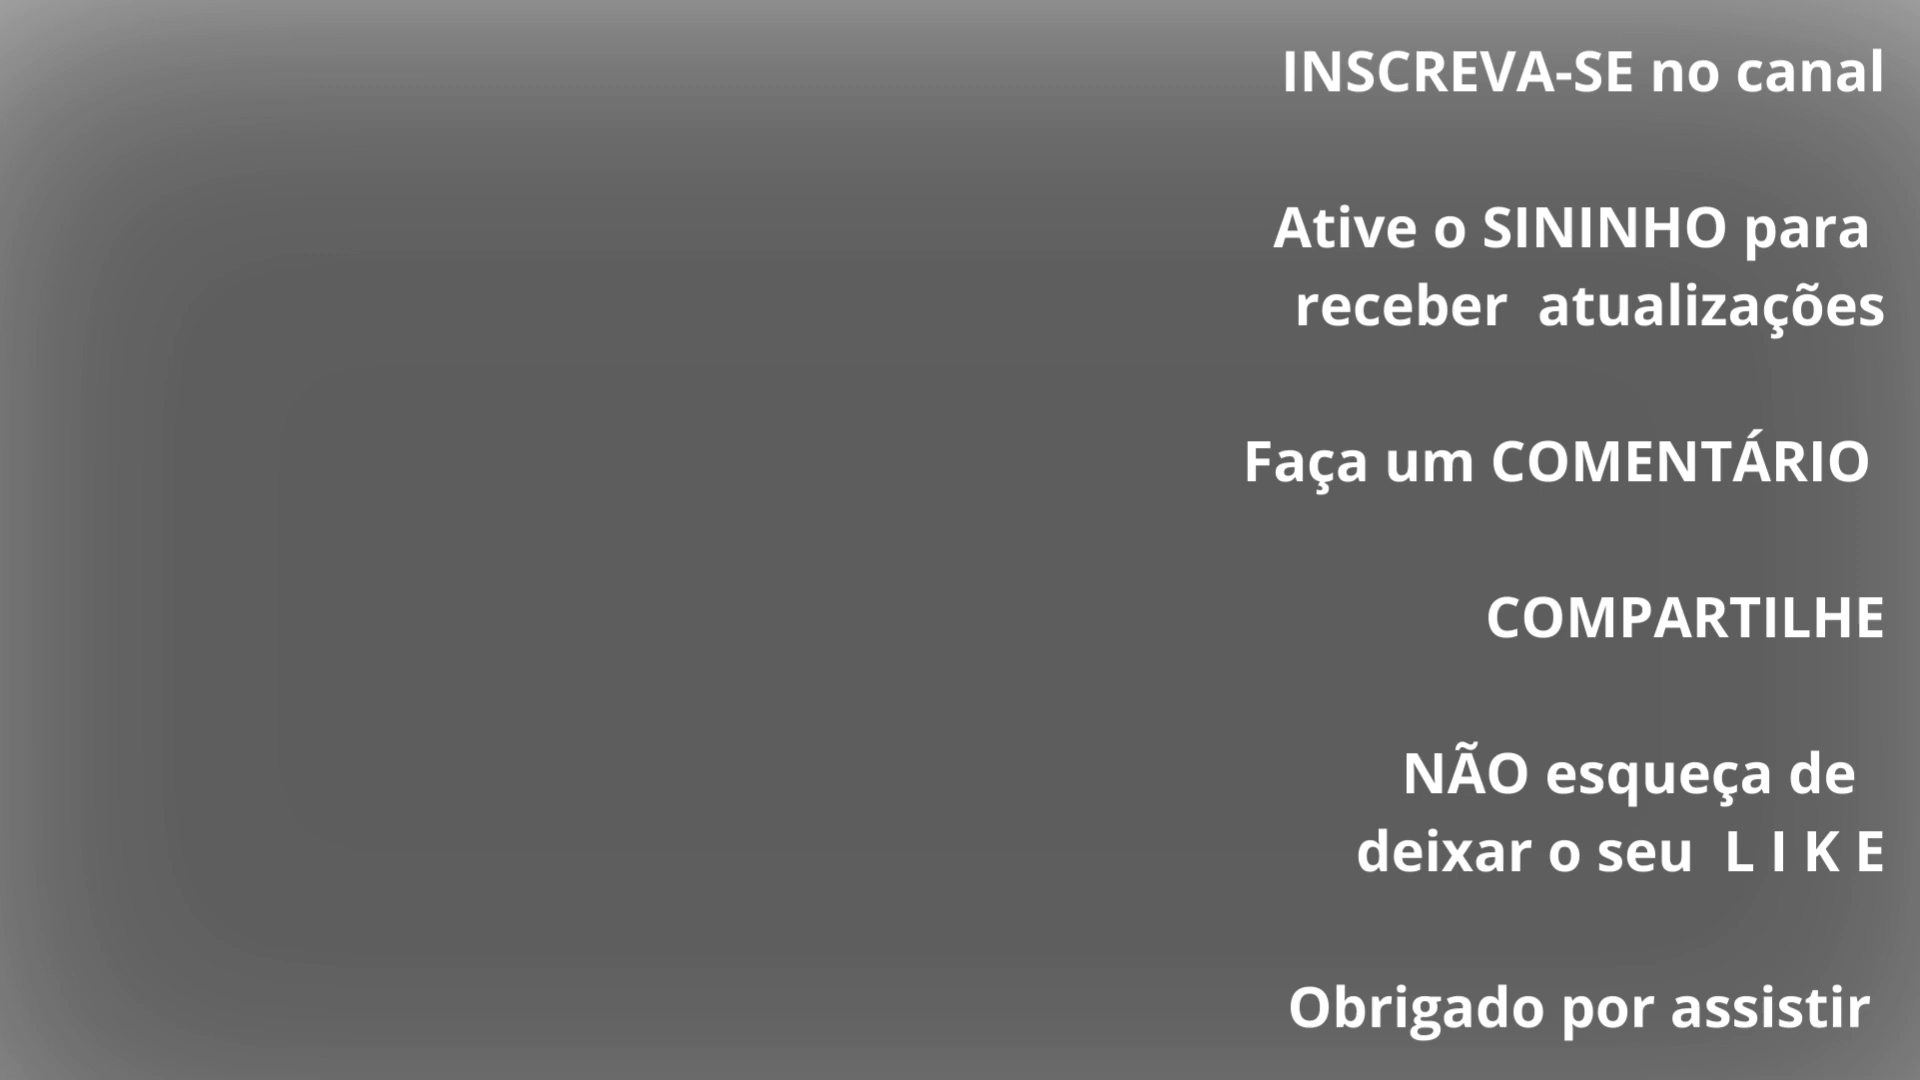 INSCREVA-SE no canal
Ative o SININHO para
receber atualizações
Faça um COMENTÁRIO
COMPARTILHE
NÃO esqueça de
deixar o seu L I K E
Obrigado por assistir